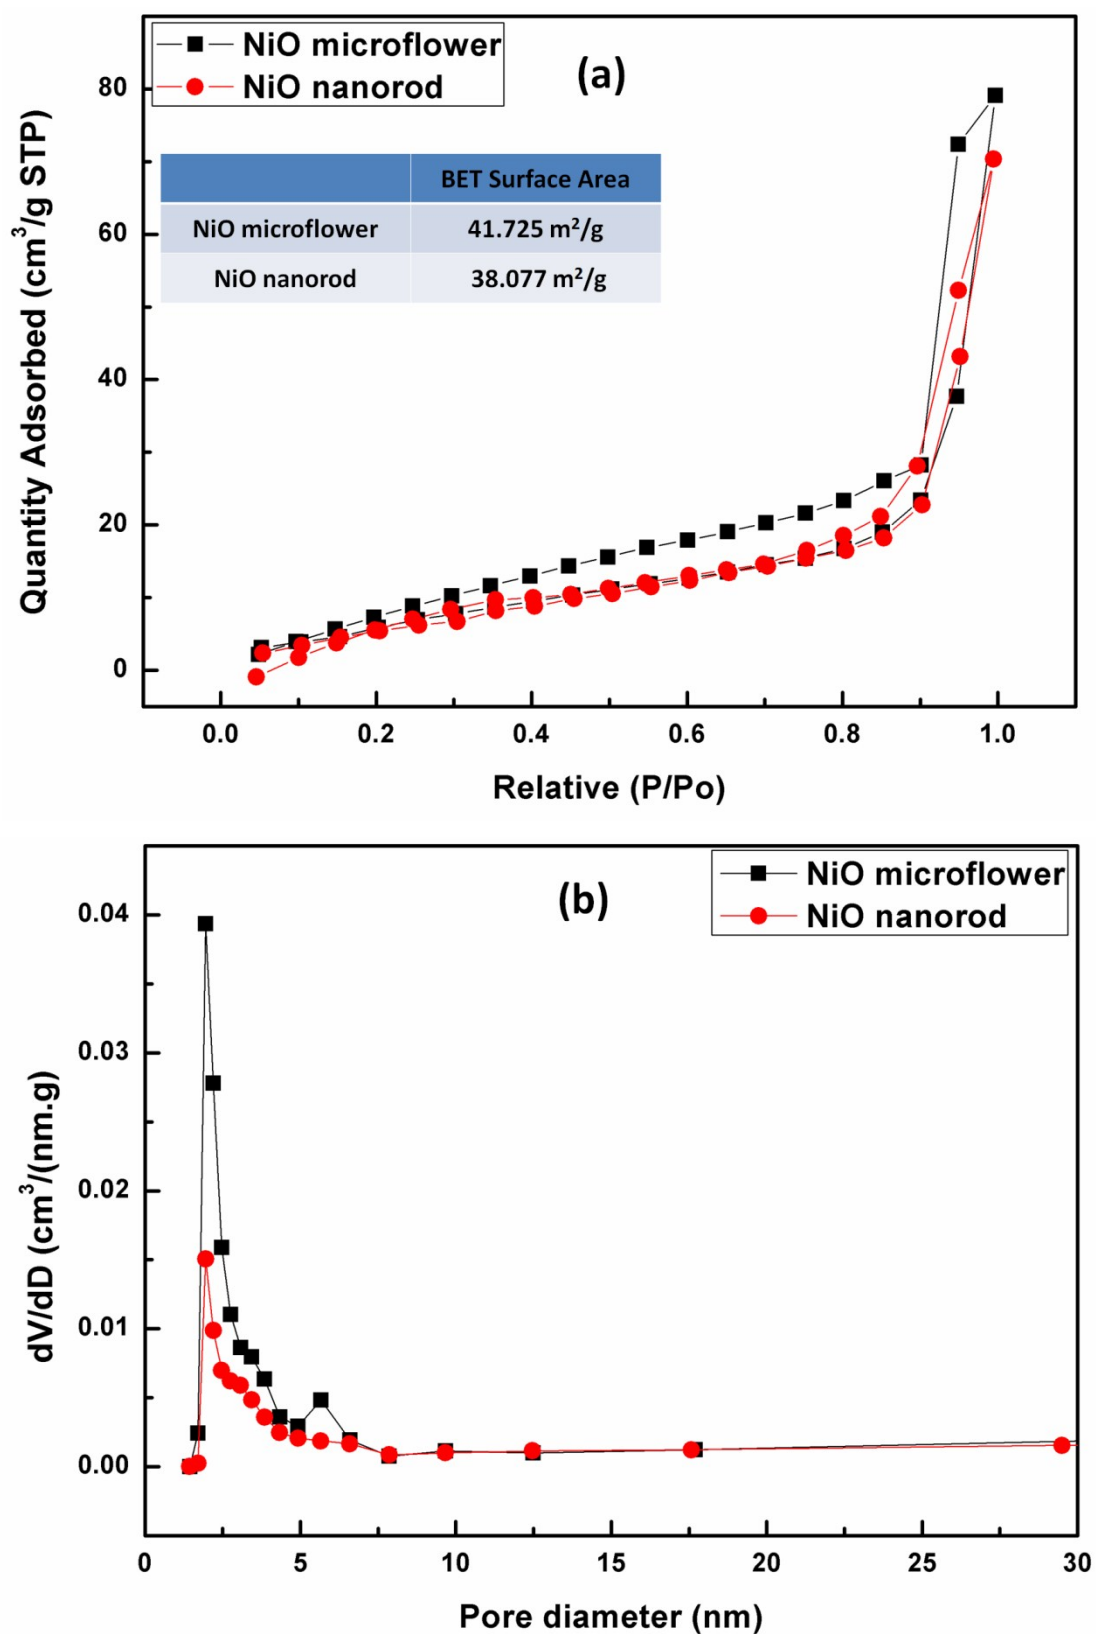 NiO microflower
NiO nanorod
(a)
BET Surface Area
NiO microflower 41.725 m²/g
NiO nanorod 38.077 m²/g
Quantity Adsorbed (cm³/g STP)
80
60
40
20
0
0.0 0.2 0.4 0.6 0.8 1.0
Relative (P/Po)
NiO microflower
NiO nanorod
(b)
dV/dD (cm³/(nm.g)
0.04
0.03
0.02
0.01
0.00
0 5 10 15 20 25 30
Pore diameter (nm)